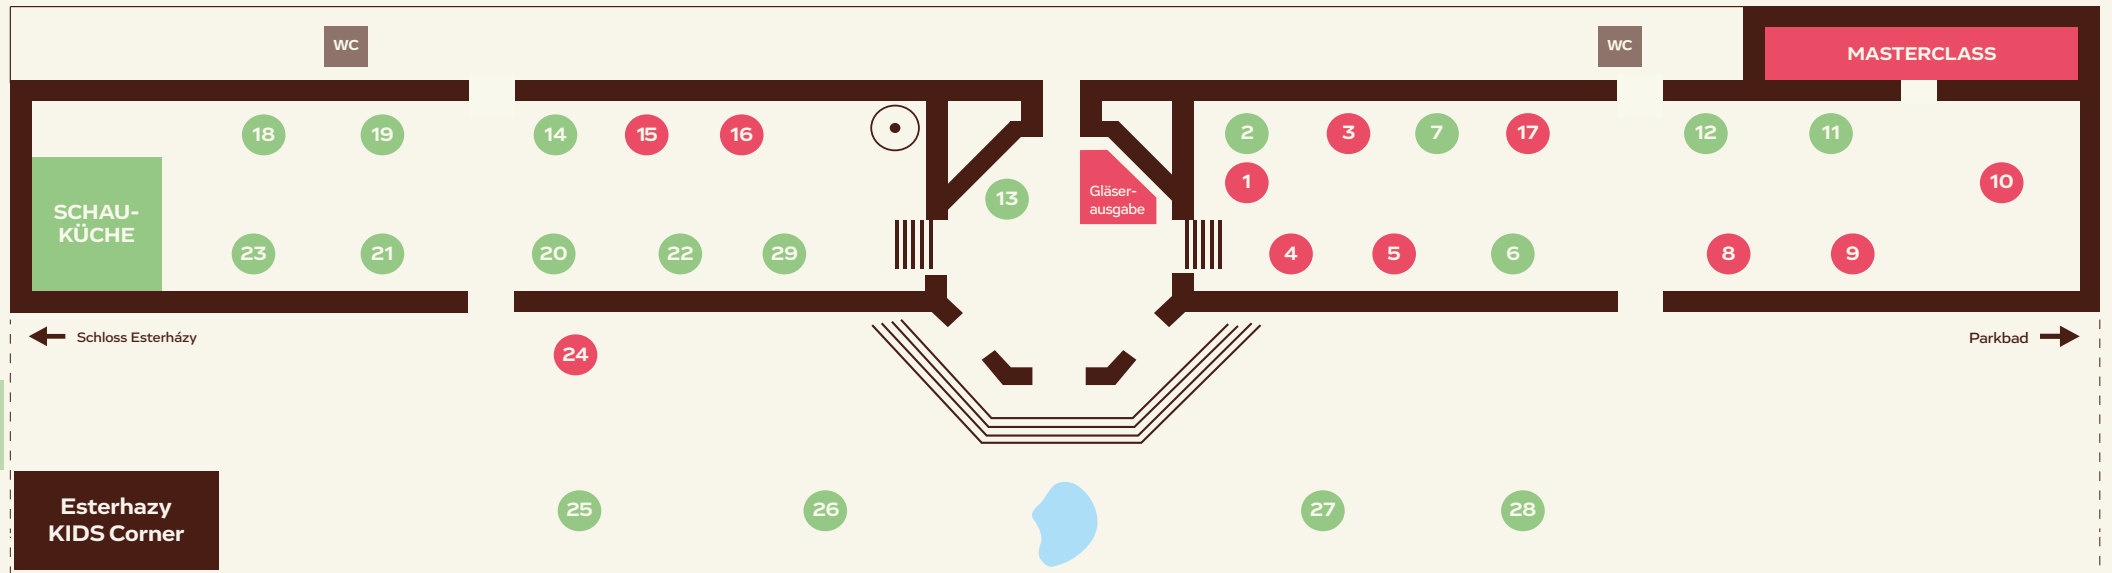 WC
WC
MASTERCLASS
18
19
14
15
16
2
3
7
17
12
11
13
Gläser-
ausgabe
1
10
SCHAU-
KÜCHE
23
21
20
22
29
4
5
6
8
9
Schloss Esterházy
Parkbad
24
Esterhazy
KIDS Corner
25
26
27
28